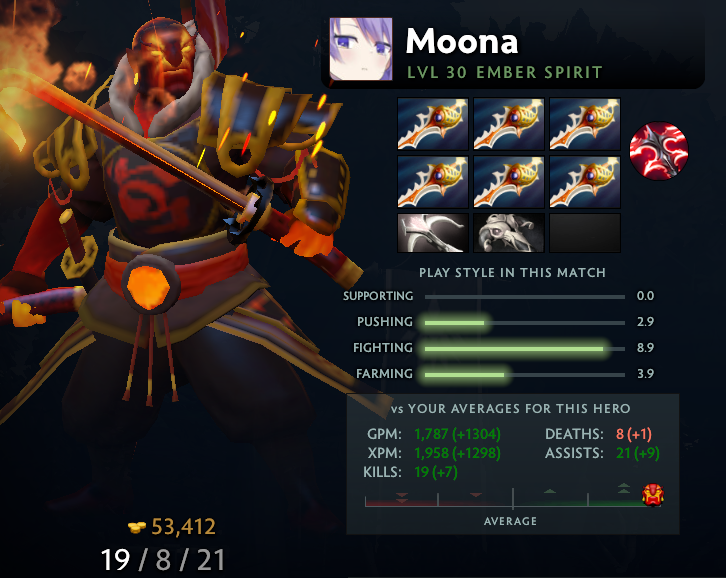 Moona
LVL 30 EMBER SPIRIT
PLAY STYLE IN THIS MATCH
SUPPORTING 0.0
PUSHING 2.9
FIGHTING 8.9
FARMING 3.9
vs YOUR AVERAGES FOR THIS HERO
GPM: 1,787 (+1304) DEATHS: 8 (+1)
XPM: 1,958 (+1298) ASSISTS: 21 (+9)
KILLS: 19 (+7)
AVERAGE
53,412
19 / 8 / 21